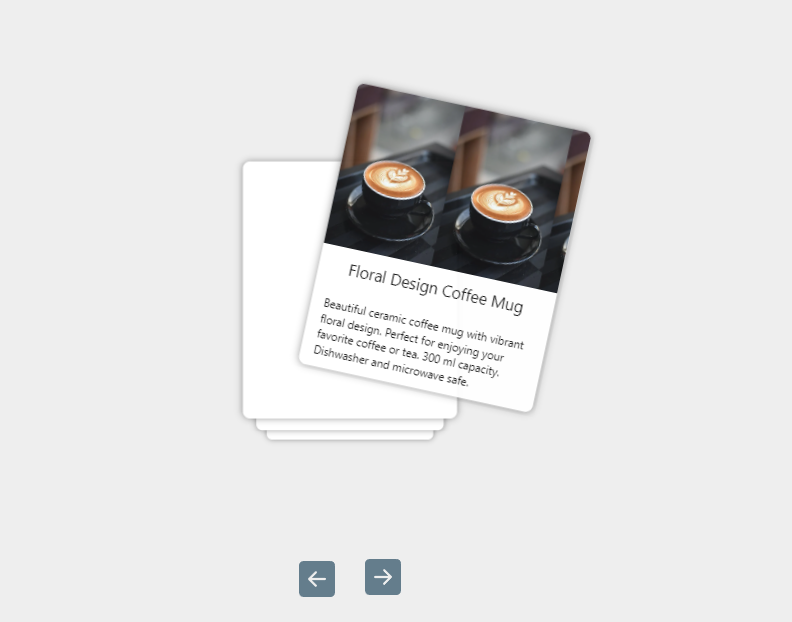 Floral Design Coffee Mug
Beautiful ceramic coffee mug with vibrant
floral design. Perfect for enjoying your
favorite coffee or tea. 300 ml capacity.
Dishwasher and microwave safe.